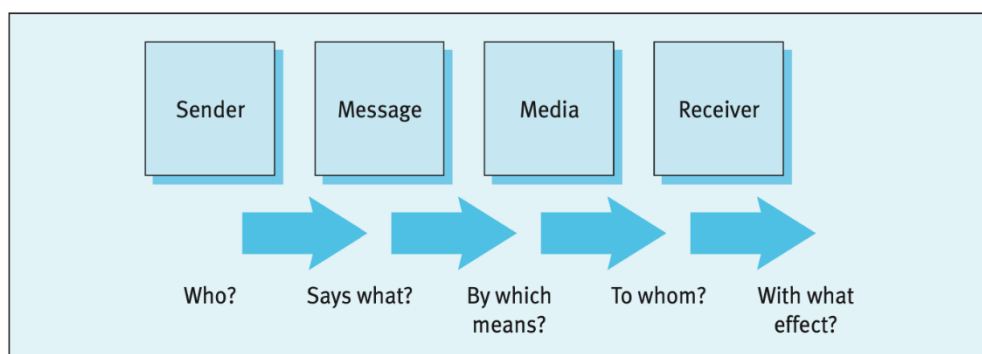 Sender
Message
Media
Receiver
Who?
Says what?
By which
means?
To whom?
With what
effect?